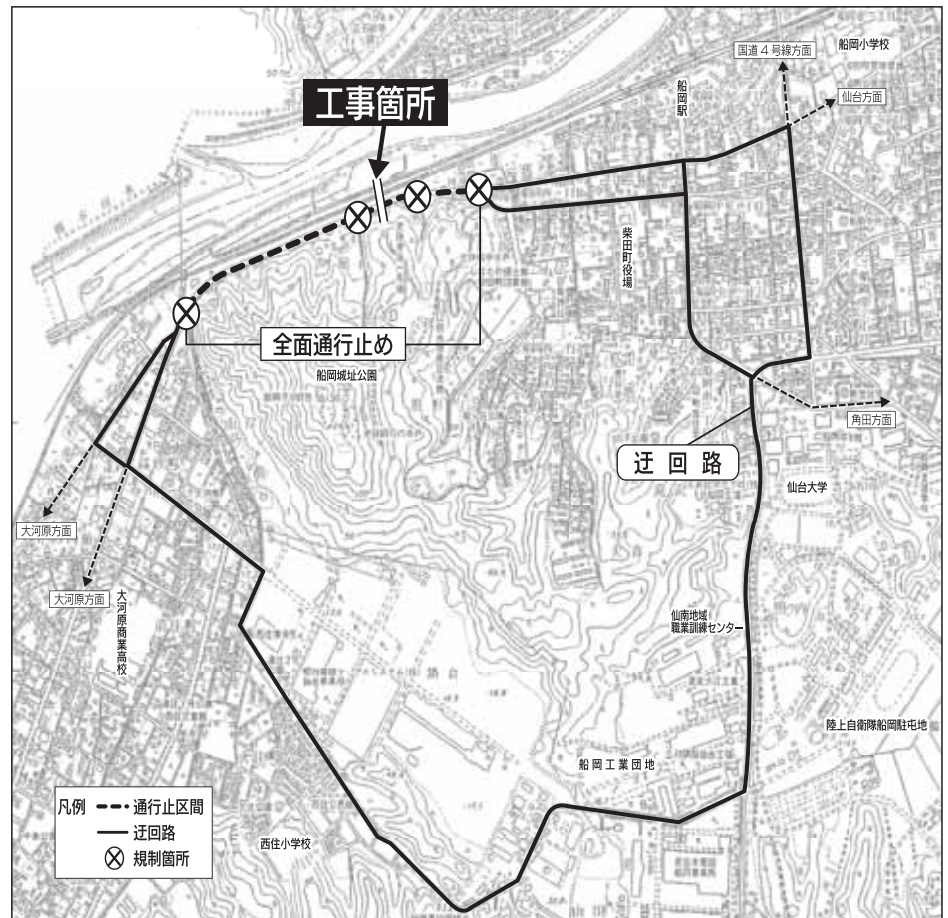 国道４号線方面
船岡小学校
仙台方面
船岡駅
工事箇所
柴田町役場
全面通行止め
船岡城址公園
角田方面
迂回路
仙台大学
大河原方面
大河原方面
大河原商業高校
仙南地域
職業訓練センター
陸上自衛隊船岡駐屯地
船岡工業団地
西住小学校
凡例
通行止区間
迂回路
規制箇所